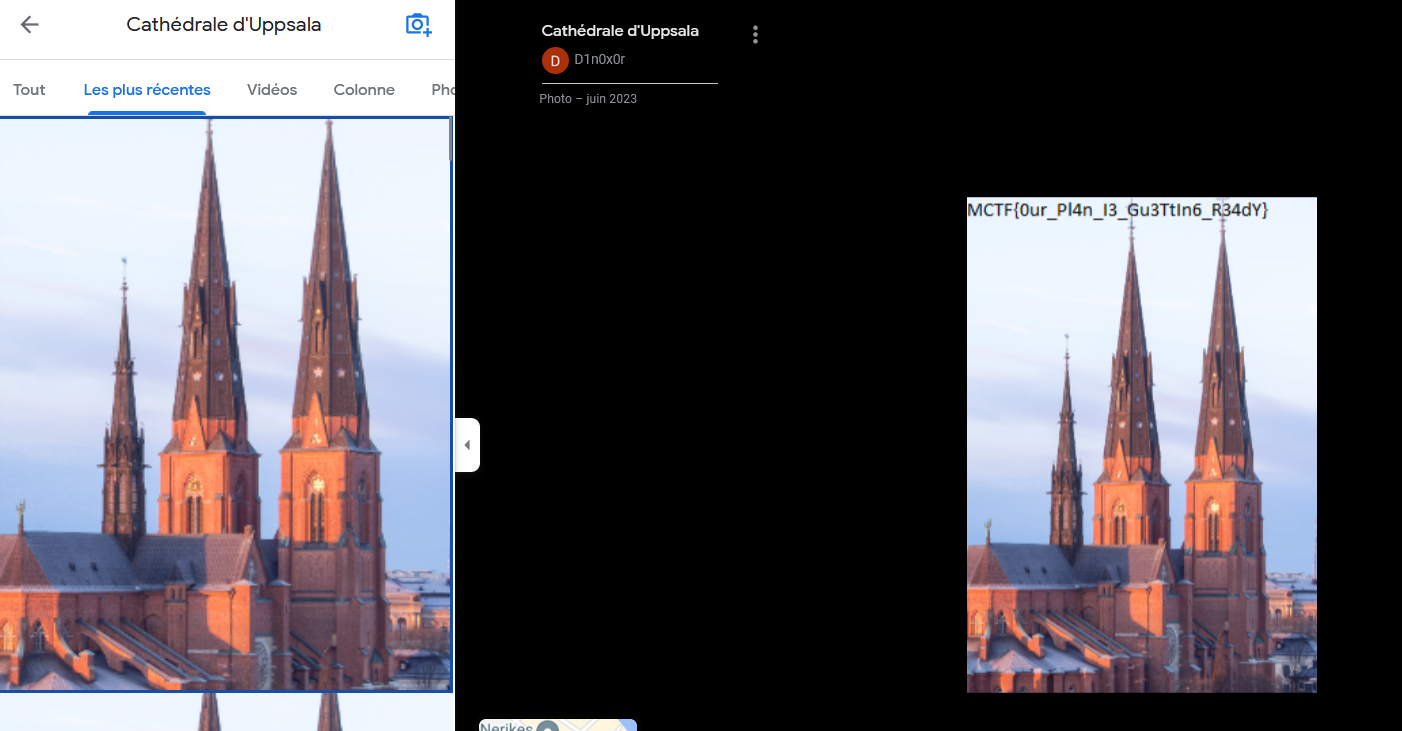 Cathédrale d'Uppsala
Tout Les plus récentes Vidéos Colonne Pho
Cathédrale d'Uppsala
D D1n0x0r
Photo – juin 2023
MCTF{0ur_Pl4n_I3_Gu3TtIn6_R34dY}
Nerikes